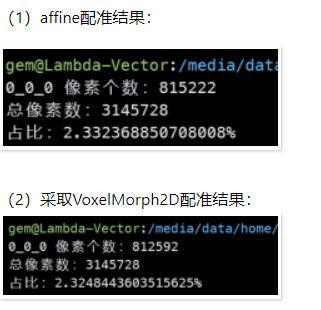 （1）affine配准结果：
gem@Lambda-Vector:/media/data
0_0_0 像素个数：815222
总像素数：3145728
占比：2.332368850708008%
（2）采取VoxelMorph2D配准结果：
gem@Lambda-Vector:/media/data/home/
0_0_0 像素个数：812592
总像素数：3145728
占比：2.3248443603515625%